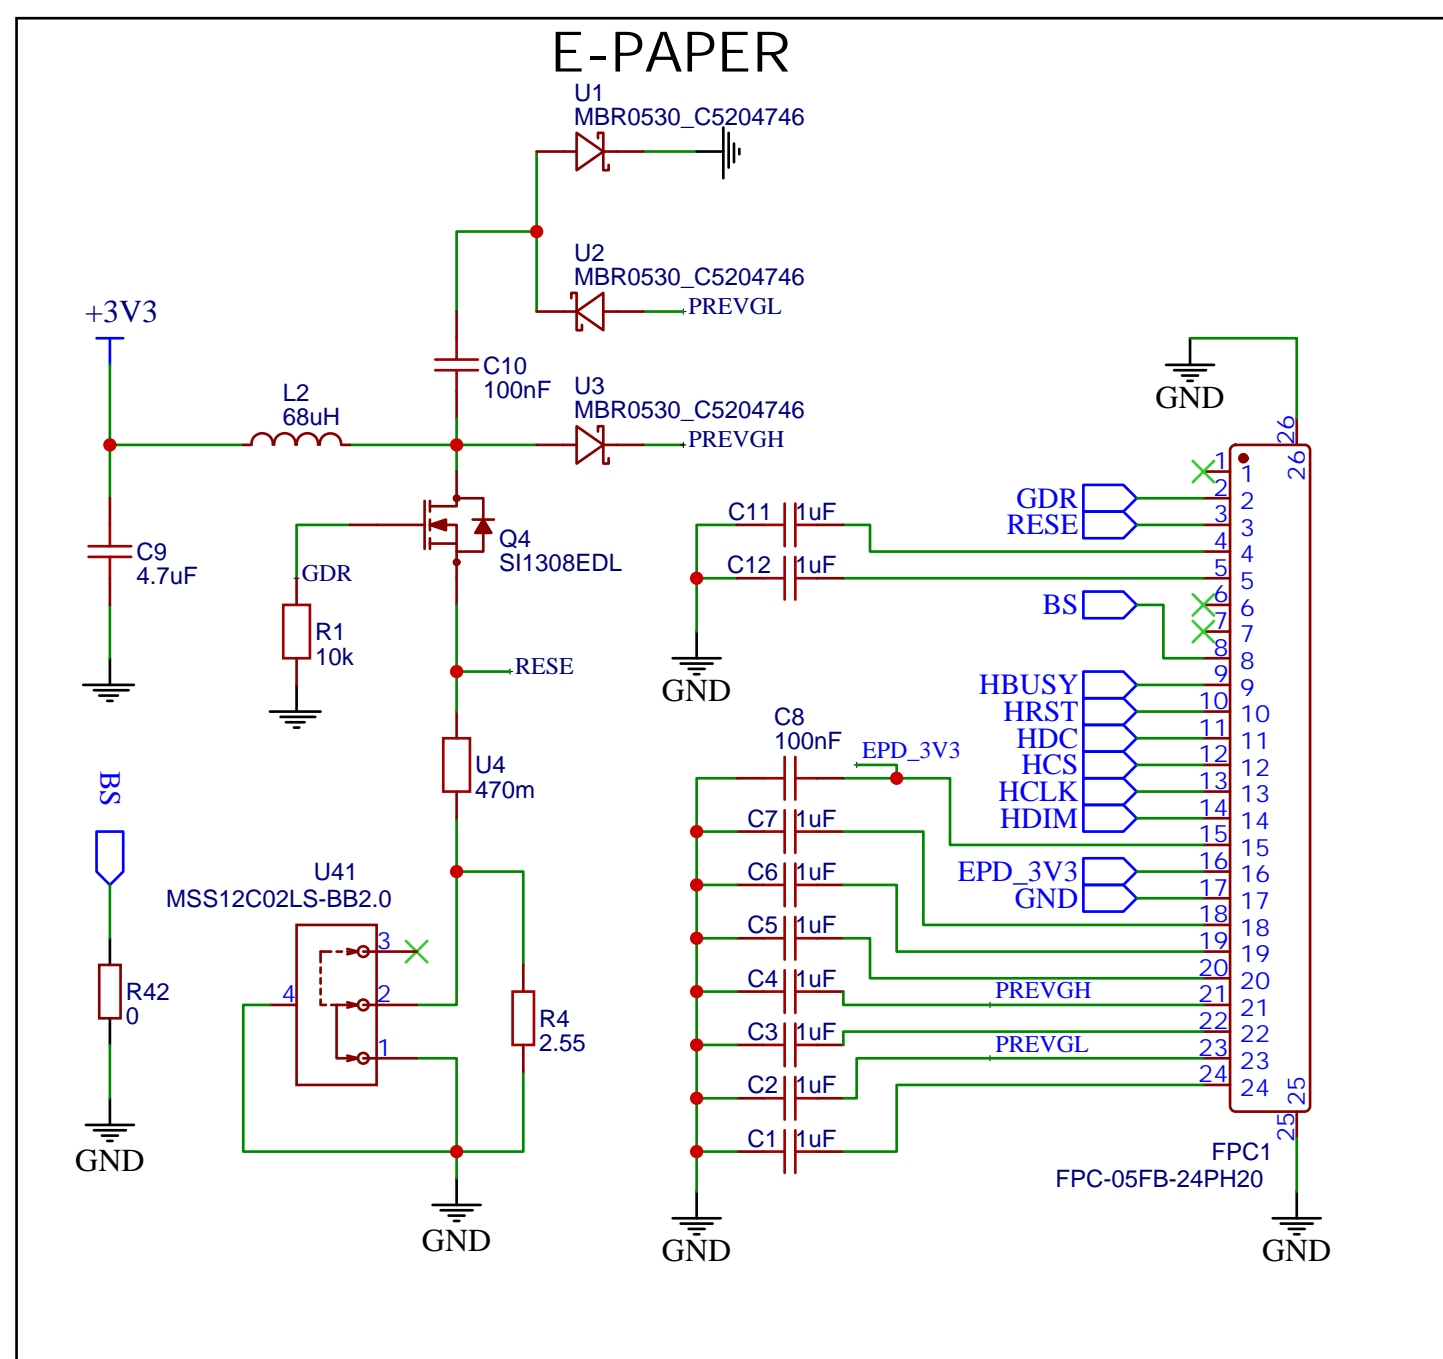 E-PAPER
U1
MBR0530_C5204746
U2
MBR0530_C5204746
PREVGL
+3V3
C10
100nF
L2
68uH
U3
MBR0530_C5204746
PREVGH
C9
4.7uF
GDR
Q4
SI1308EDL
R1
10k
RESE
U4
470m
BS
U41
MSS12C02LS-BB2.0
3
4
2
1
R42
0
R4
2.55
GND
GND
C11 1uF
C12 1uF
GND
C8
100nF
EPD_3V3
C7 1uF
C6 1uF
C5 1uF
C4 1uF
PREVGH
C3 1uF
PREVGL
C2 1uF
C1 1uF
GND
GND
26
26
1 1
GDR 2 2
RESE 3 3
4 4
5 5
BS 6 6
7 7
8 8
HBUSY 9 9
HRST 10 10
HDC 11 11
HCS 12 12
HCLK 13 13
HDIM 14 14
15 15
EPD_3V3 16 16
GND 17 17
18 18
19 19
20 20
21 21
22 22
23 23
24 24
25
25
FPC1
FPC-05FB-24PH20
GND